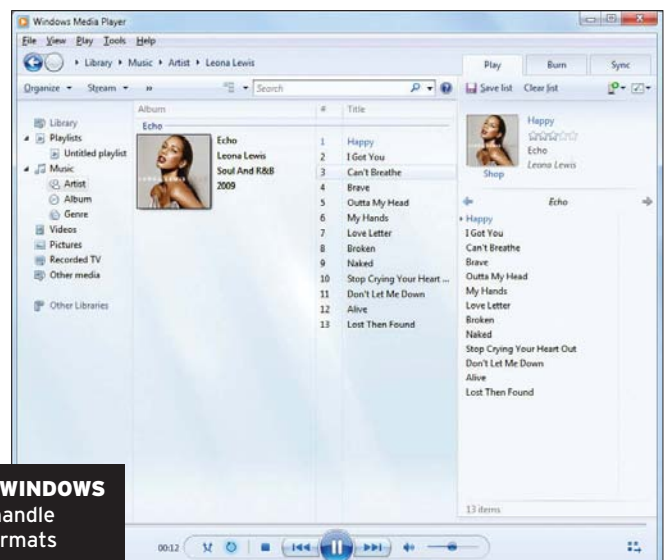 Windows Media Player
File View Play Tools Help
Library Music Artist Leona Lewis
Play Burn Sync
Organize Stream » Search
Save list Clear list
Album # Title
Library
Playlists
Untitled playlist
Music
Artist
Album
Genre
Videos
Pictures
Recorded TV
Other media
Other Libraries
Echo
Echo
Leona Lewis
Soul And R&B
2009
1 Happy
2 I Got You
3 Can't Breathe
4 Brave
5 Outta My Head
6 My Hands
7 Love Letter
8 Broken
9 Naked
10 Stop Crying Your Heart ...
11 Don't Let Me Down
12 Alive
13 Lost Then Found
Happy
Echo
Leona Lewis
Shop
Echo
Happy
I Got You
Can't Breathe
Brave
Outta My Head
My Hands
Love Letter
Broken
Naked
Stop Crying Your Heart Out
Don't Let Me Down
Alive
Lost Then Found
13 items
WINDOWS
handle
rmats
00:12